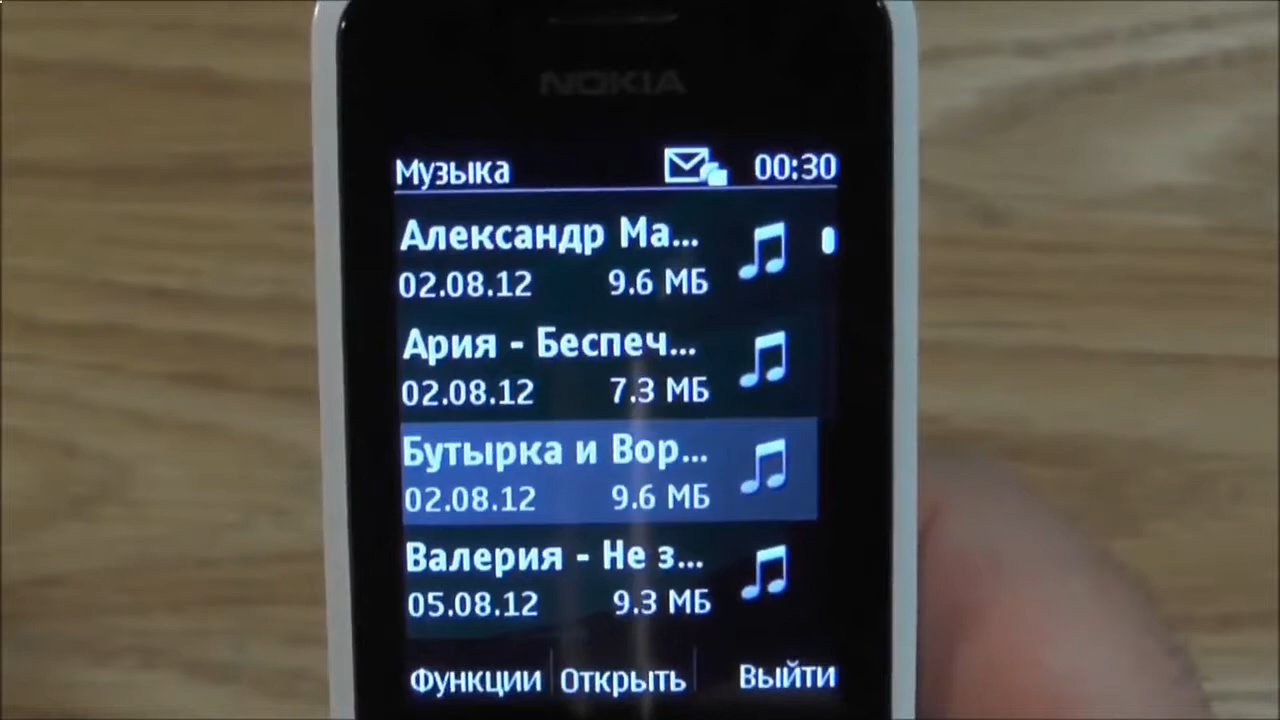 NOKIA
Музыка 00:30
Александр Ма...
02.08.12 9.6 МБ
Ария - Беспеч...
02.08.12 7.3 МБ
Бутырка и Вор...
02.08.12 9.6 МБ
Валерия - Не з...
05.08.12 9.3 МБ
Функции Открыть Выйти